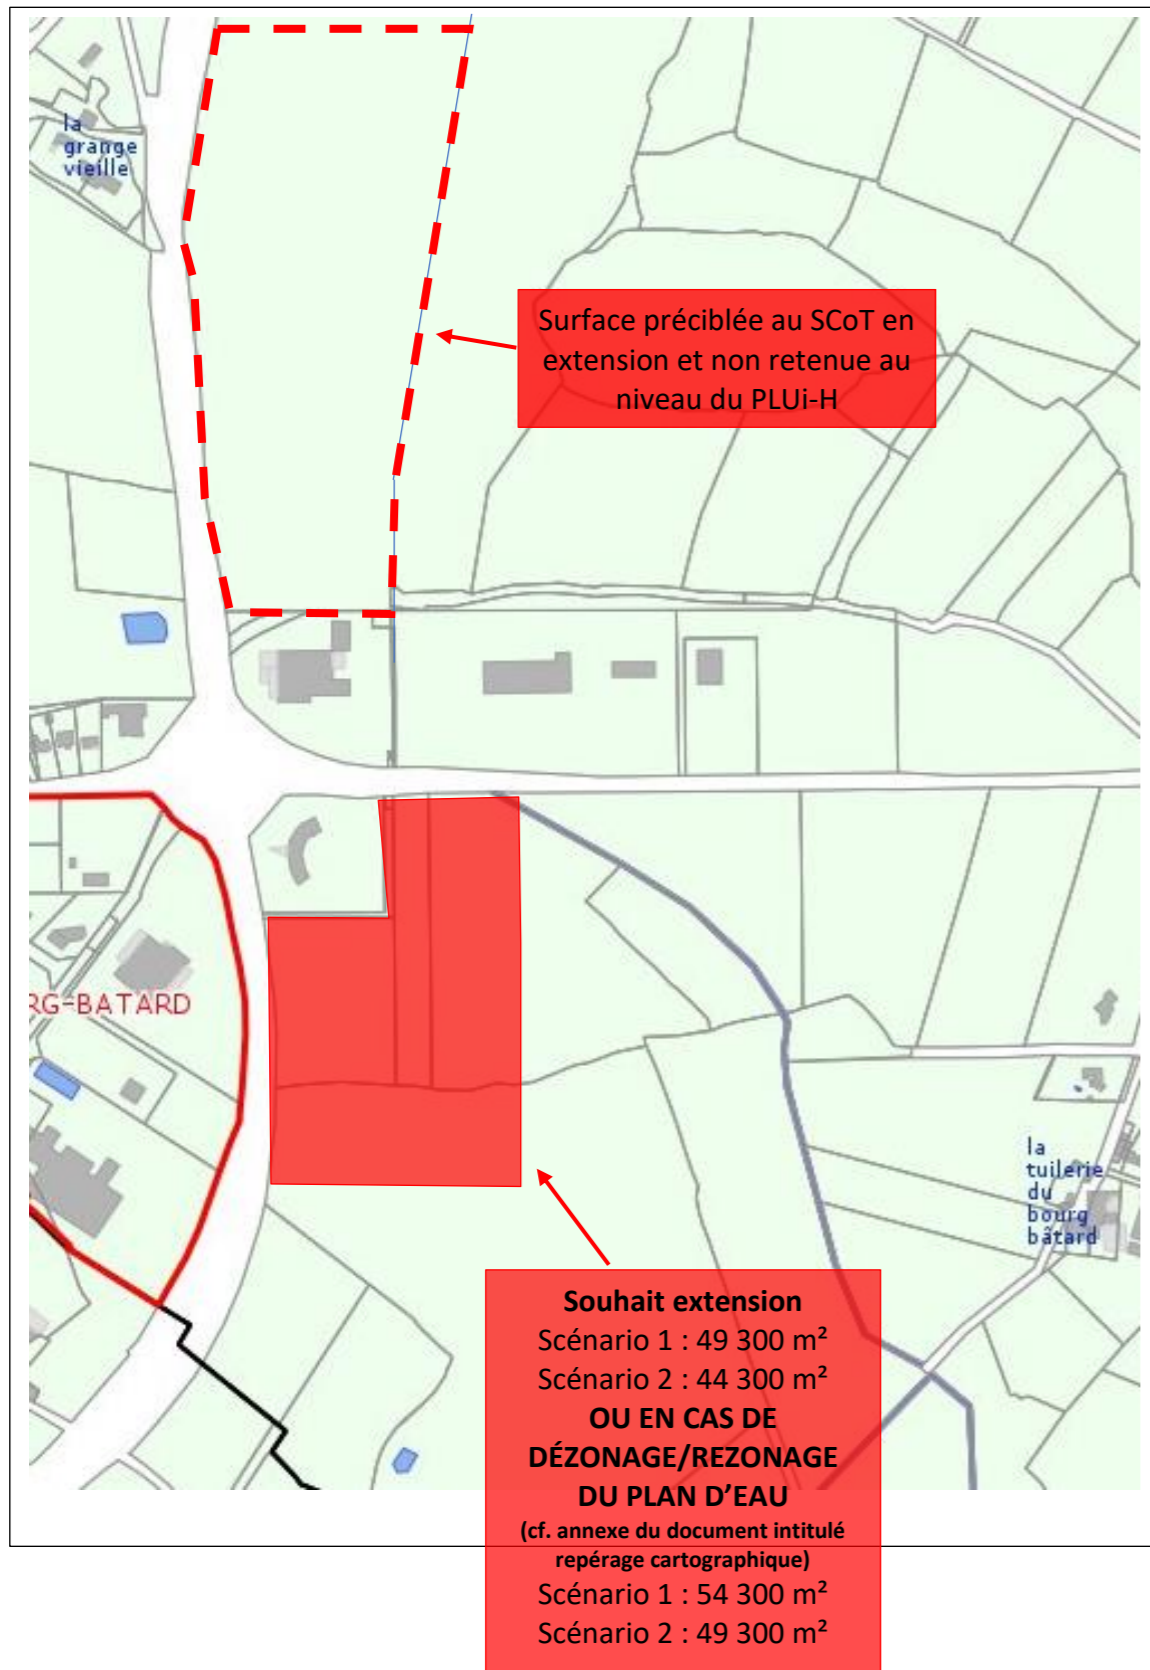 la
grange
vieille
Surface préciblée au SCoT en
extension et non retenue au
niveau du PLUi-H
RG-BATARD
la
tuilerie
du
bourg
bâtard
Souhait extension
Scénario 1 : 49 300 m²
Scénario 2 : 44 300 m²
OU EN CAS DE
DÉZONAGE/REZONAGE
DU PLAN D’EAU
(cf. annexe du document intitulé
repérage cartographique)
Scénario 1 : 54 300 m²
Scénario 2 : 49 300 m²